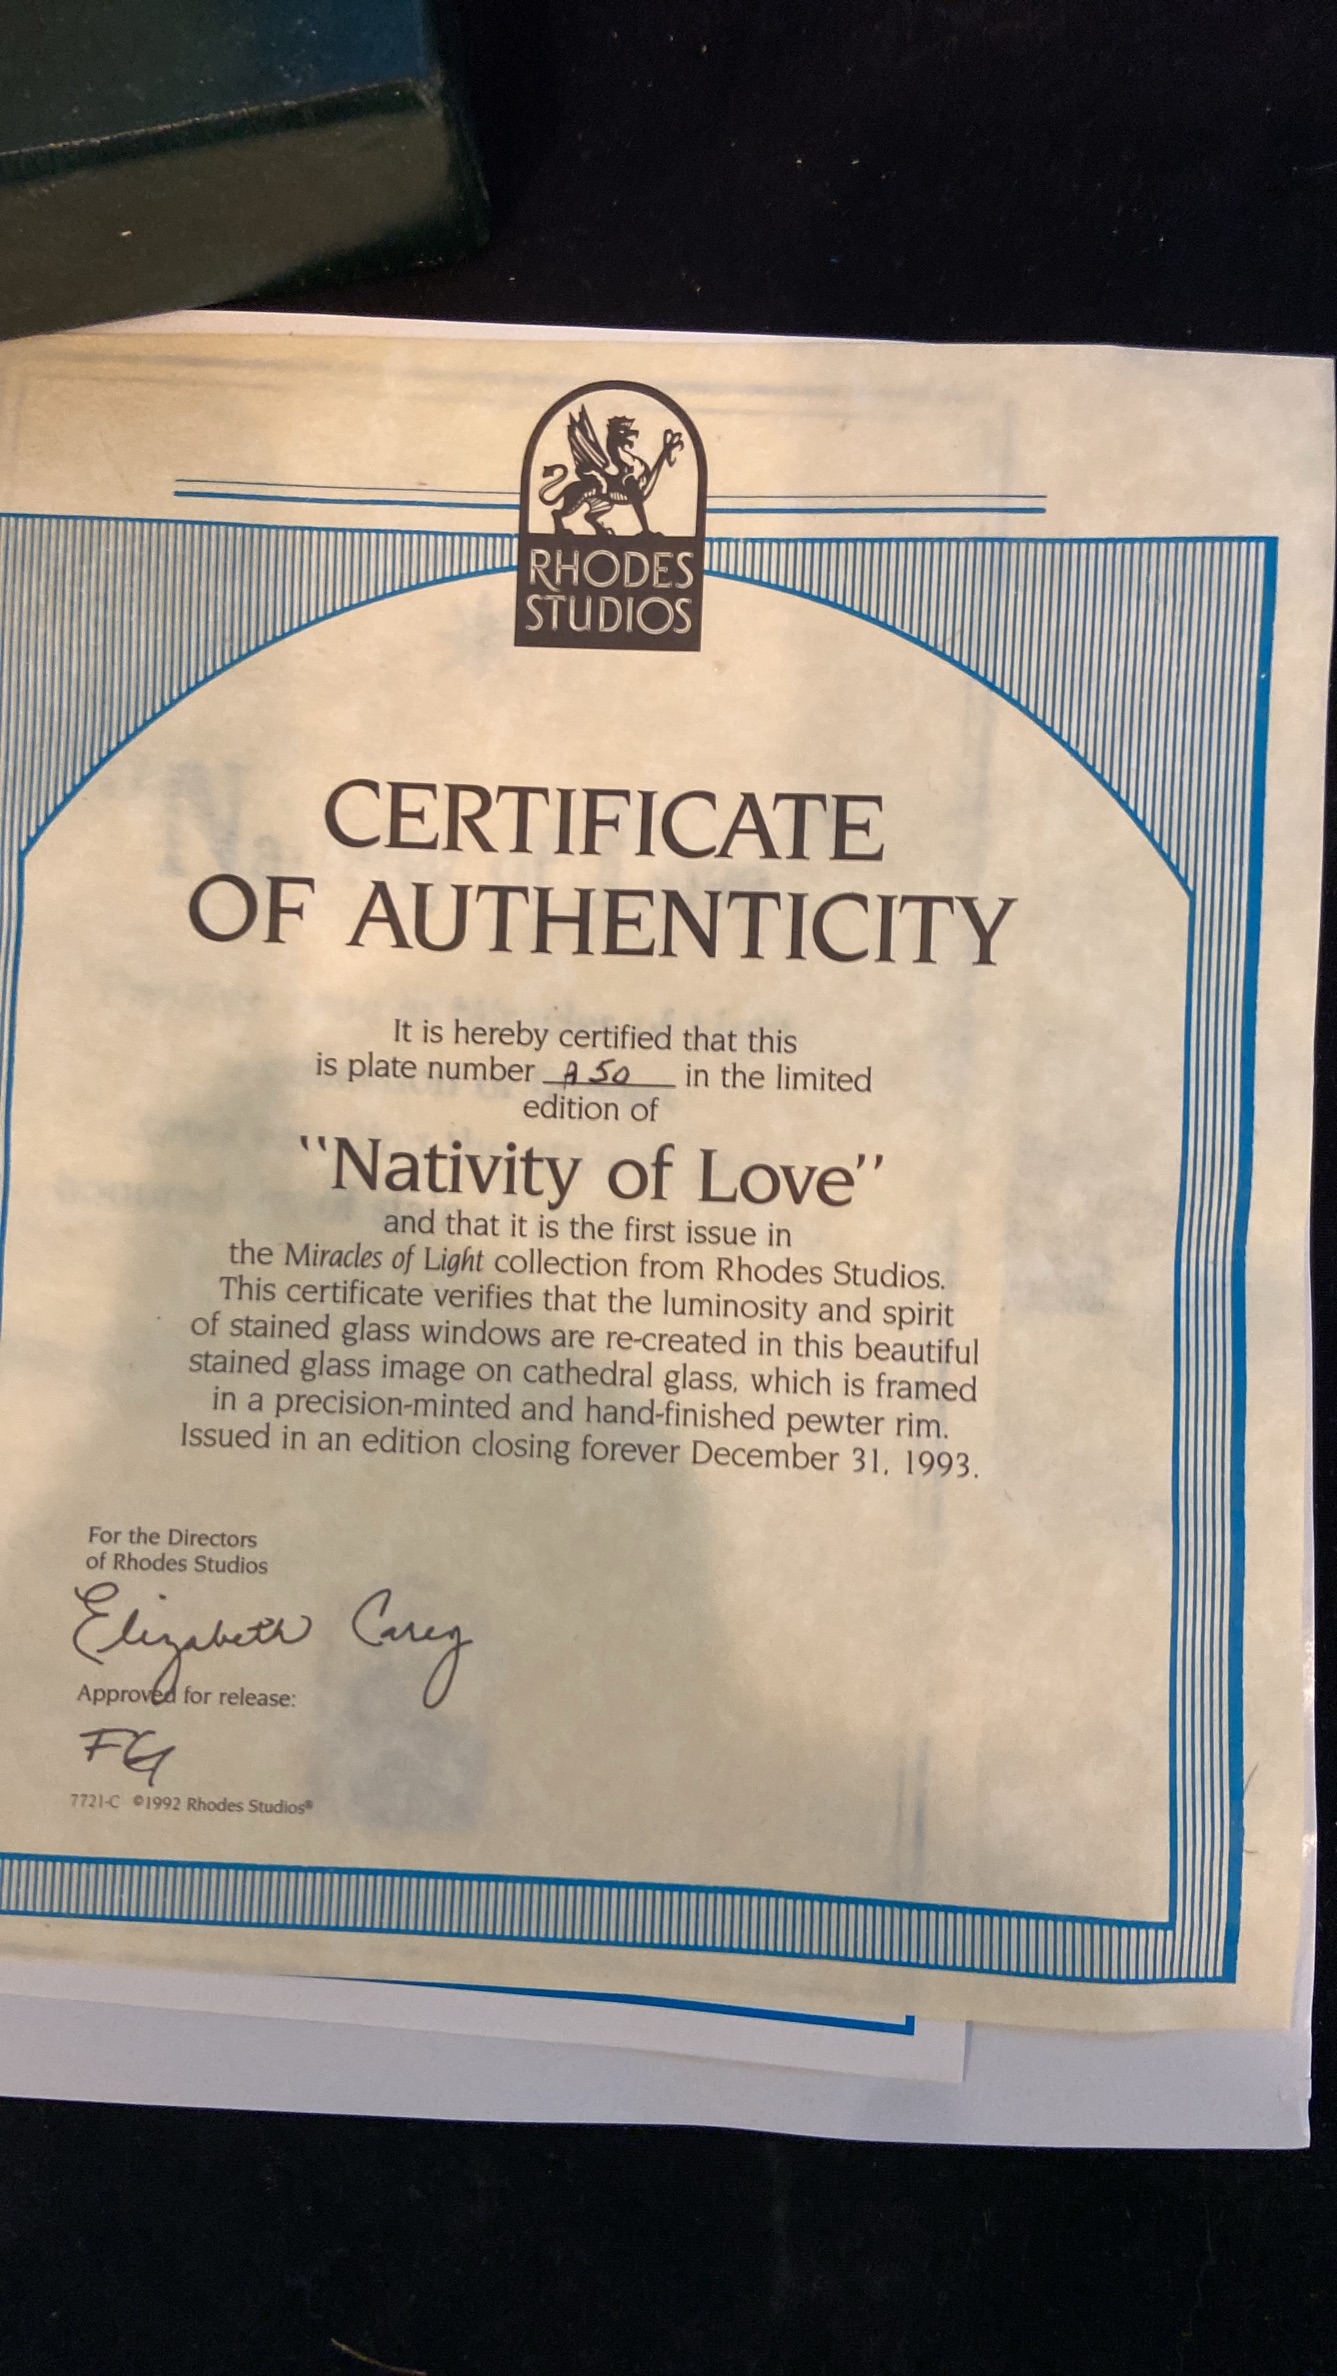 RHODES
STUDIOS
CERTIFICATE
OF AUTHENTICITY
It is hereby certified that this
is plate number A50 in the limited
edition of
"Nativity of Love"
and that it is the first issue in
the Miracles of Light collection from Rhodes Studios.
This certificate verifies that the luminosity and spirit
of stained glass windows are re-created in this beautiful
stained glass image on cathedral glass, which is framed
in a precision-minted and hand-finished pewter rim.
Issued in an edition closing forever December 31, 1993.
For the Directors
of Rhodes Studios
Elizabeth Carey
Approved for release:
FG
7721-C ©1992 Rhodes Studios®